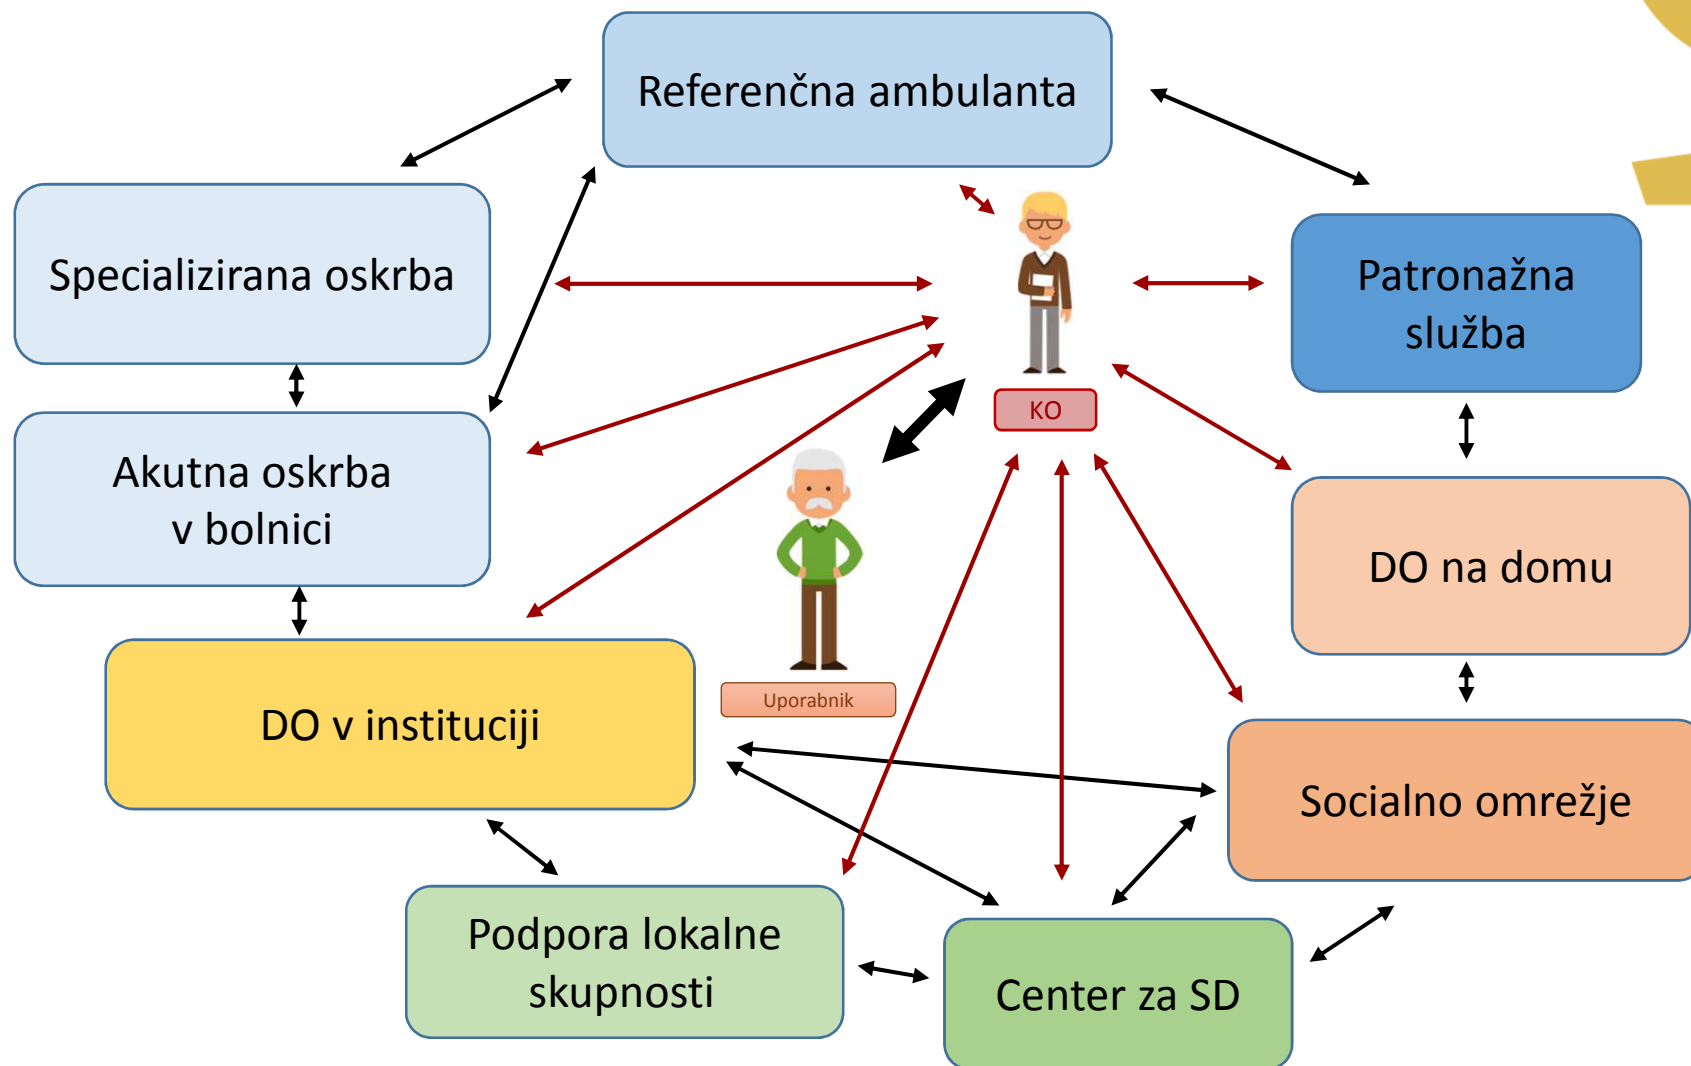 Referenčna ambulanta
Specializirana oskrba
Patronažna
služba
KO
Akutna oskrba
v bolnici
DO na domu
Uporabnik
DO v instituciji
Socialno omrežje
Podpora lokalne
skupnosti
Center za SD